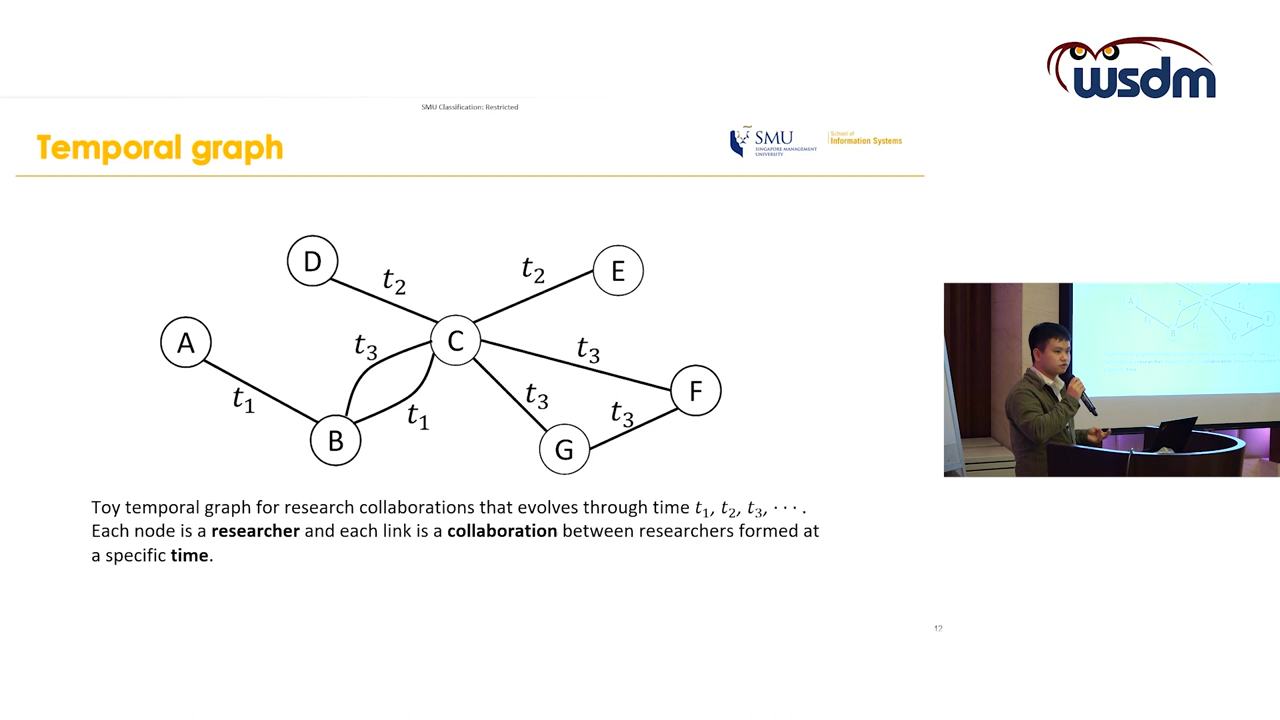 wsdm
SMU Classification: Restricted
Temporal graph
SMU
SINGAPORE MANAGEMENT
UNIVERSITY
School of
Information Systems
D
E
t₂
t₂
A
C
t₃
t₃
F
t₁
t₁
t₃
t₃
B
G
Toy temporal graph for research collaborations that evolves through time t₁, t₂, t₃, ⋯ .
Each node is a researcher and each link is a collaboration between researchers formed at
a specific time.
12